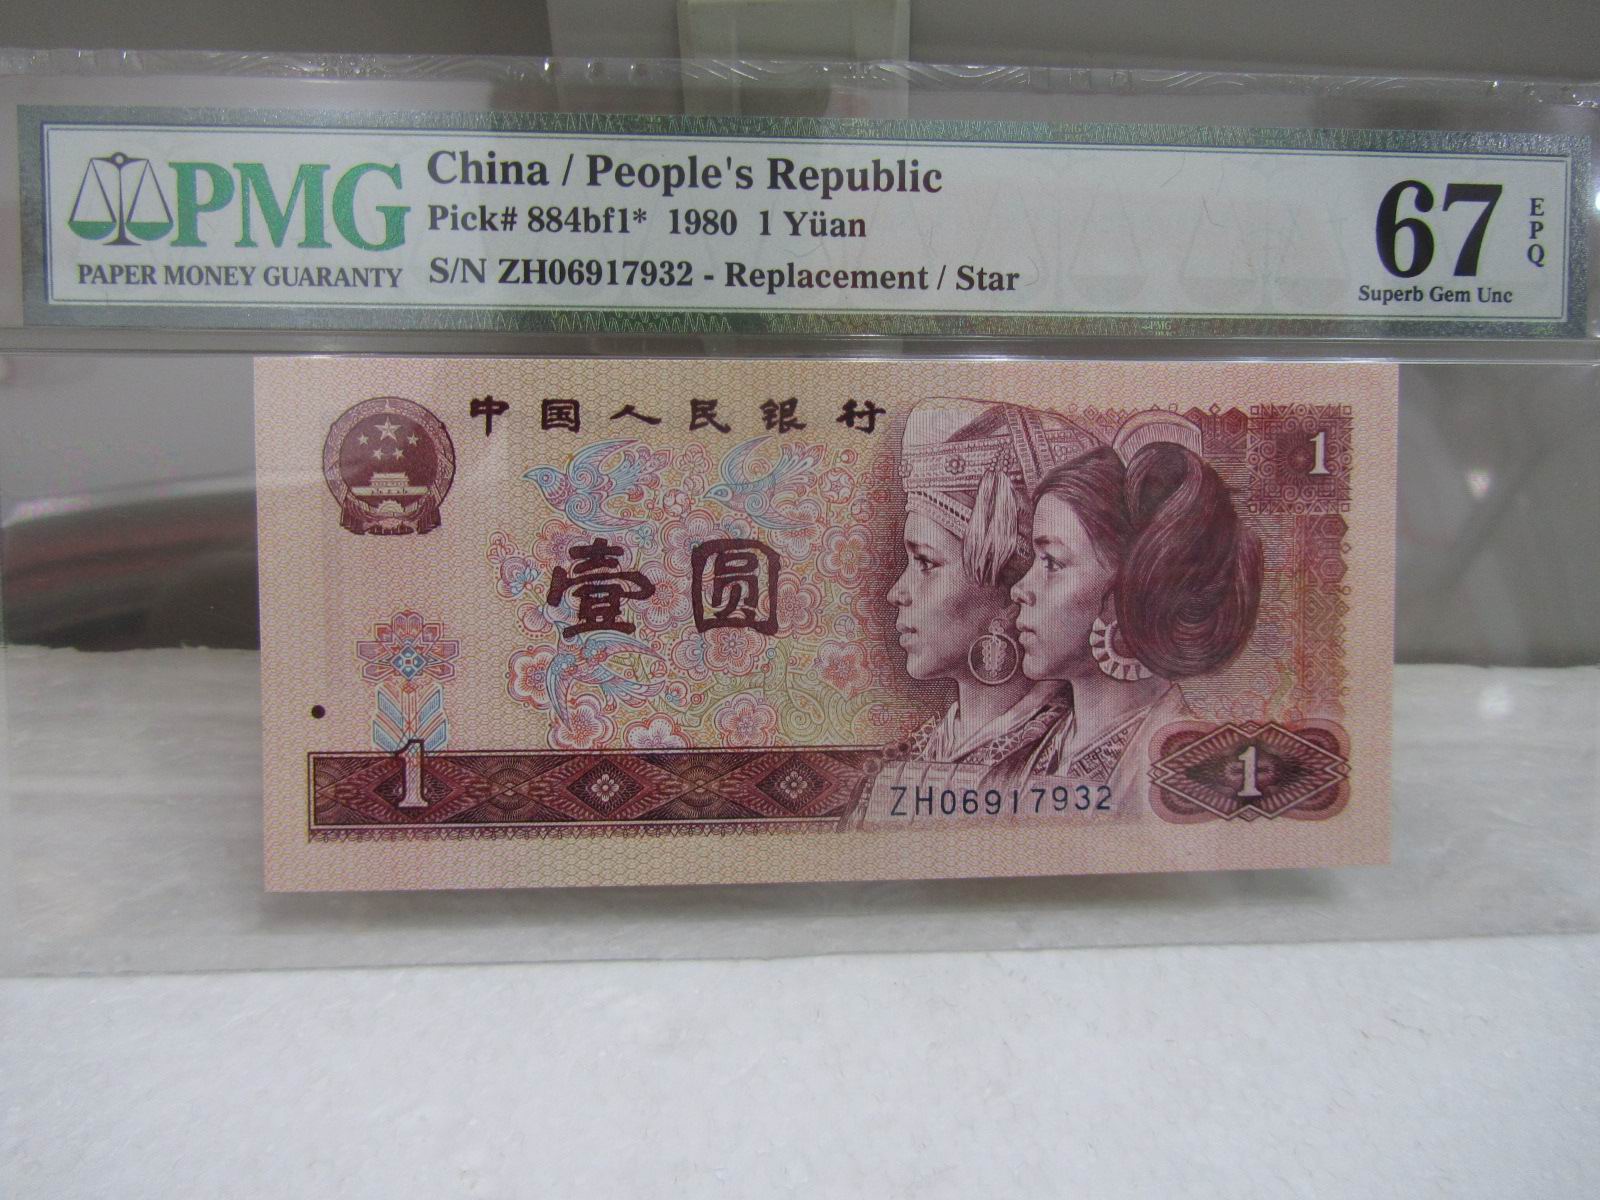 PMG
PAPER MONEY GUARANTY
China / People's Republic
Pick# 884bf1* 1980 1 Yüan
S/N ZH06917932 - Replacement / Star
67
EPQ
Superb Gem Unc
中国人民银行
1
壹圆
1
ZH06917932
1